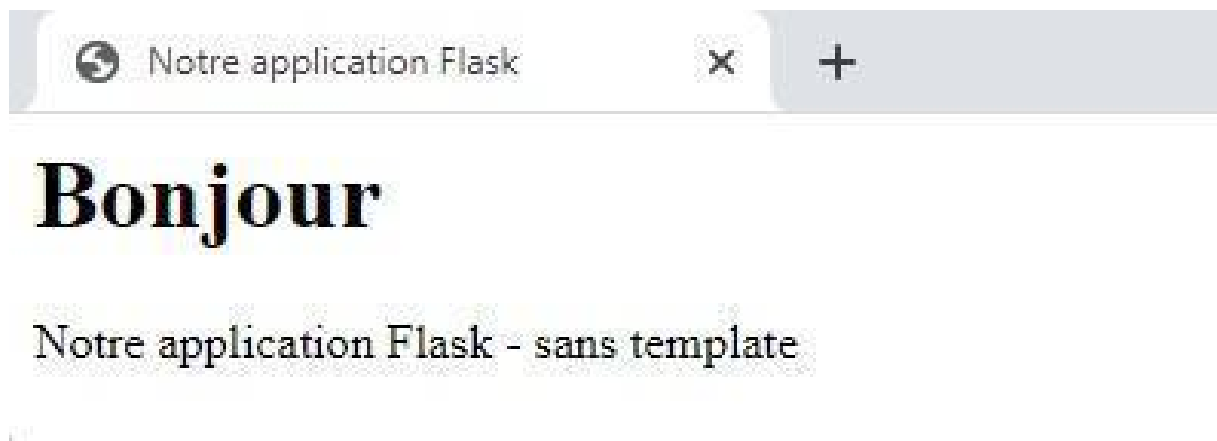 Notre application Flask
Bonjour
Notre application Flask - sans template